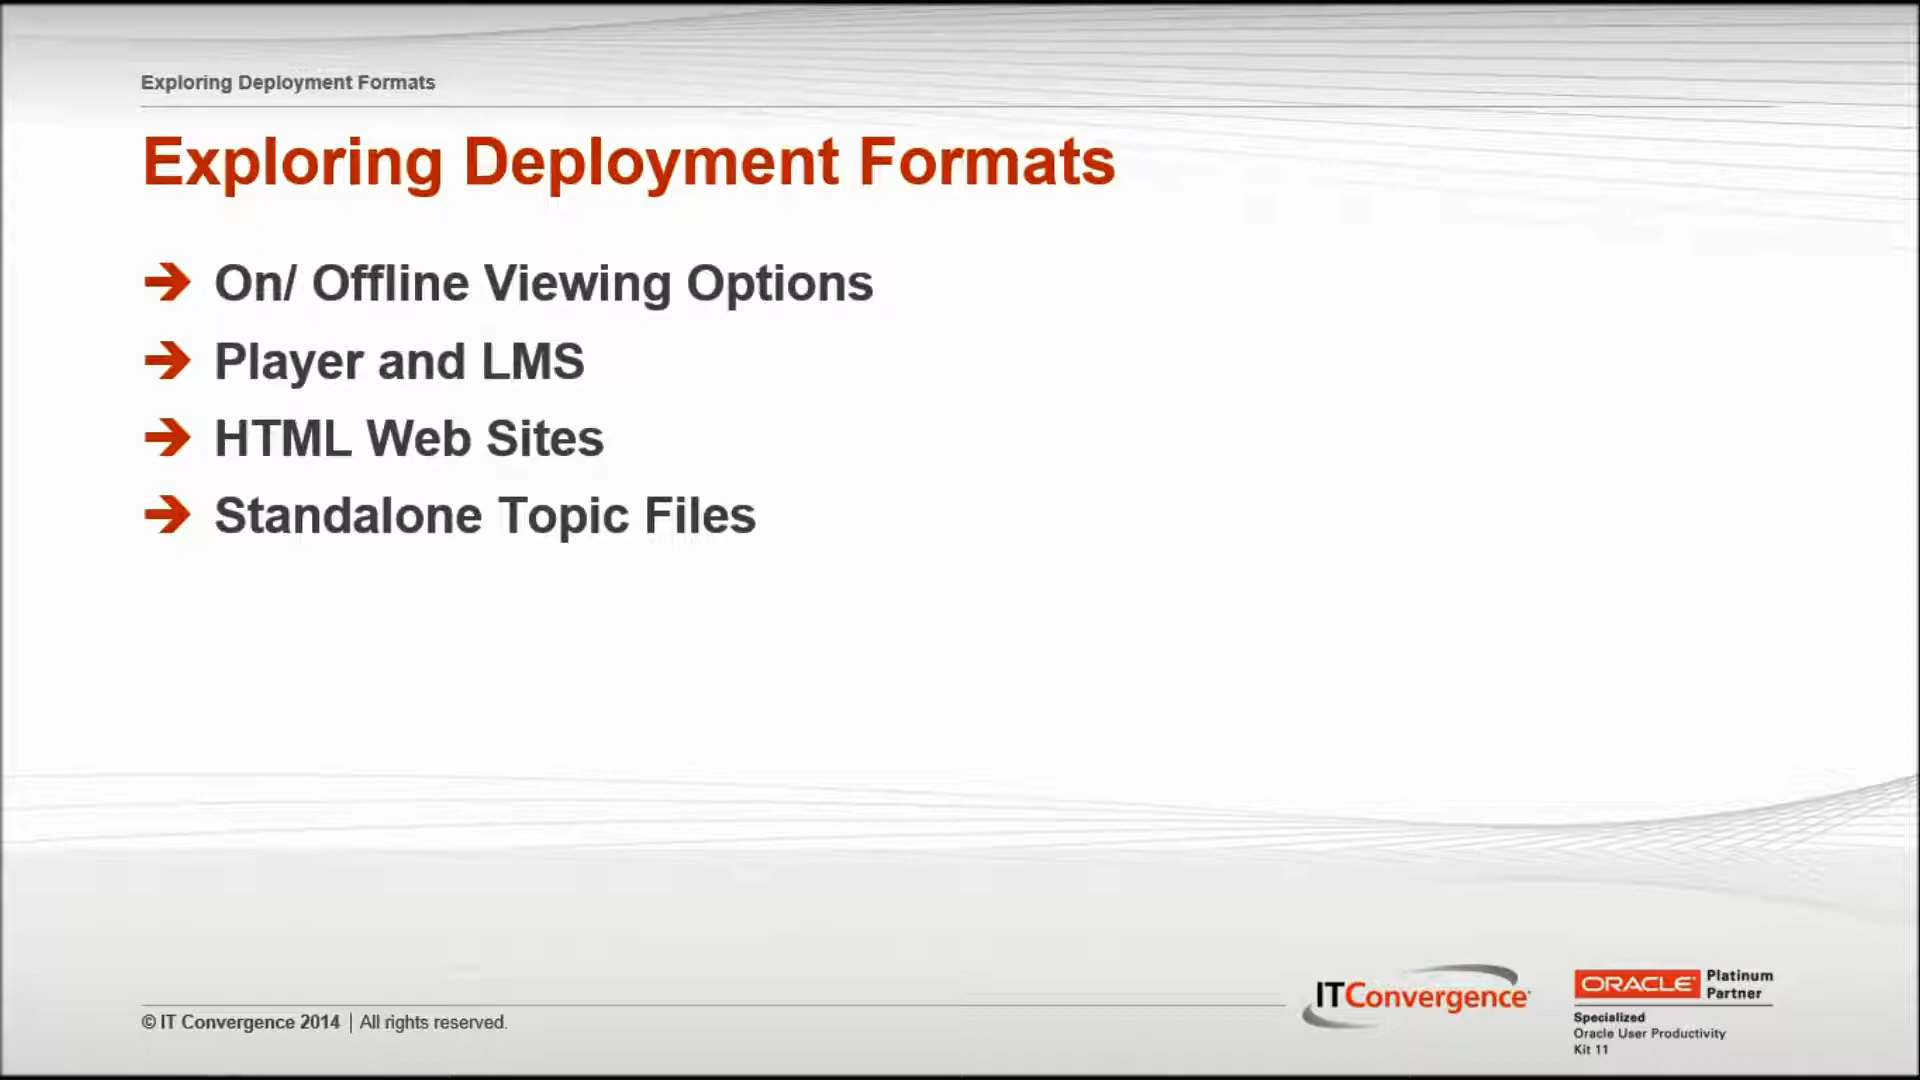 Exploring Deployment Formats
Exploring Deployment Formats
On/ Offline Viewing Options
Player and LMS
HTML Web Sites
Standalone Topic Files
© IT Convergence 2014 | All rights reserved.
ITConvergence
ORACLE Platinum Partner
Specialized
Oracle User Productivity
Kit 11